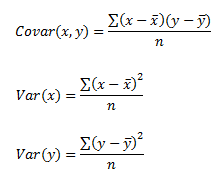 Covar(x, y) = ∑(x − x̄)(y − ȳ) / n
Var(x) = ∑(x − x̄)² / n
Var(y) = ∑(y − ȳ)² / n